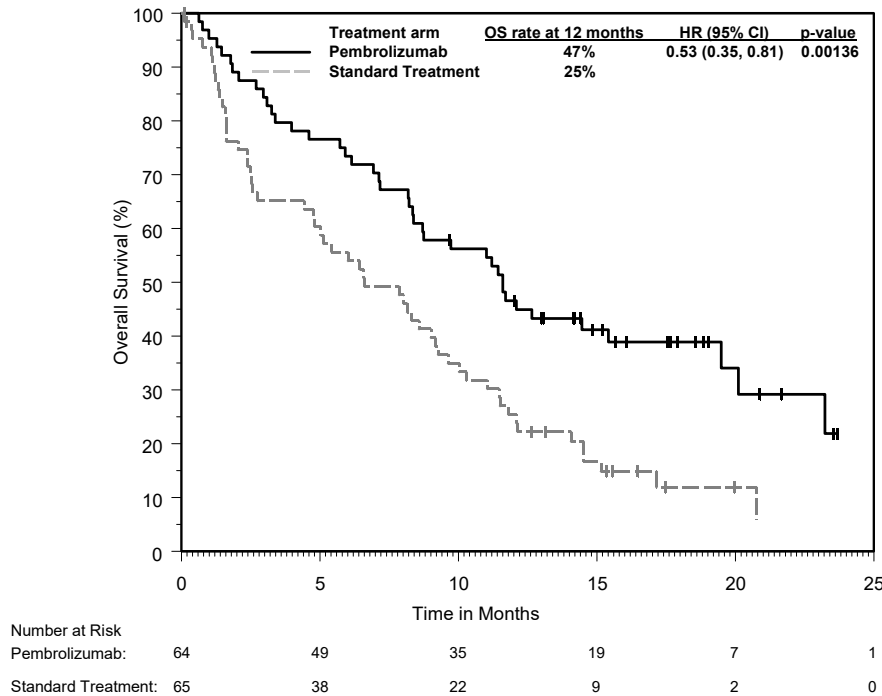 Treatment arm OS rate at 12 months HR (95% CI) p-value
Pembrolizumab 47% 0.53 (0.35, 0.81) 0.00136
Standard Treatment 25%
Overall Survival (%)
100
90
80
70
60
50
40
30
20
10
0
0 5 10 15 20 25
Time in Months
Number at Risk
Pembrolizumab: 64 49 35 19 7 1
Standard Treatment: 65 38 22 9 2 0